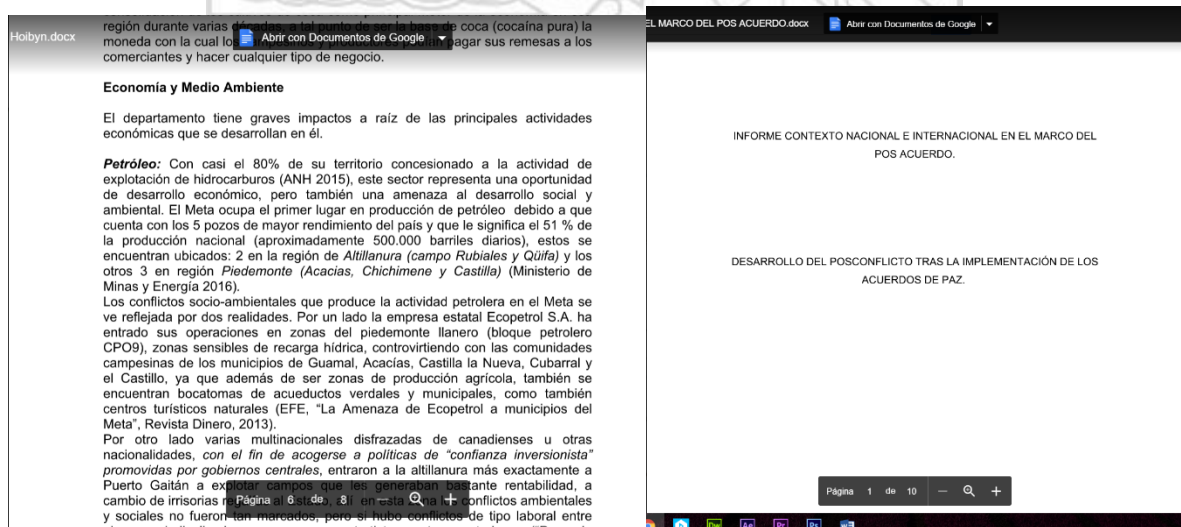 Hoibyn.docx
región durante varias décadas, a tal punto de ser la base de coca (cocaína pura) la
Abrir con Documentos de Google
moneda con la cual los campesinos y productores podían pagar sus remesas a los
comerciantes y hacer cualquier tipo de negocio.
Economía y Medio Ambiente
El departamento tiene graves impactos a raíz de las principales actividades
económicas que se desarrollan en él.
Petróleo: Con casi el 80% de su territorio concesionado a la actividad de
explotación de hidrocarburos (ANH 2015), este sector representa una oportunidad
de desarrollo económico, pero también una amenaza al desarrollo social y
ambiental. El Meta ocupa el primer lugar en producción de petróleo debido a que
cuenta con los 5 pozos de mayor rendimiento del país y que le significa el 51 % de
la producción nacional (aproximadamente 500.000 barriles diarios), estos se
encuentran ubicados: 2 en la región de Altillanura (campo Rubiales y Qüifa) y los
otros 3 en región Piedemonte (Acacias, Chichimene y Castilla) (Ministerio de
Minas y Energía 2016).
Los conflictos socio-ambientales que produce la actividad petrolera en el Meta se
ve reflejada por dos realidades. Por un lado la empresa estatal Ecopetrol S.A. ha
entrado sus operaciones en zonas del piedemonte llanero (bloque petrolero
CPO9), zonas sensibles de recarga hídrica, controvirtiendo con las comunidades
campesinas de los municipios de Guamal, Acacías, Castilla la Nueva, Cubarral y
el Castillo, ya que además de ser zonas de producción agrícola, también se
encuentran bocatomas de acueductos verdales y municipales, como también
centros turísticos naturales (EFE, “La Amenaza de Ecopetrol a municipios del
Meta”, Revista Dinero, 2013).
Por otro lado varias multinacionales disfrazadas de canadienses u otras
nacionalidades, con el fin de acogerse a políticas de “confianza inversionista”
promovidas por gobiernos centrales, entraron a la altillanura más exactamente a
Puerto Gaitán a explotar campos que les generaban bastante rentabilidad, a
cambio de irrisorias al Estado, en esta zona los conflictos ambientales
Página 6 de 8
y sociales no fueron tan marcados, pero si hubo conflictos de tipo laboral entre
EL MARCO DEL POS ACUERDO.docx
Abrir con Documentos de Google
INFORME CONTEXTO NACIONAL E INTERNACIONAL EN EL MARCO DEL
POS ACUERDO.
DESARROLLO DEL POSCONFLICTO TRAS LA IMPLEMENTACIÓN DE LOS
ACUERDOS DE PAZ.
Página 1 de 10
Dw Ae Pr Ps